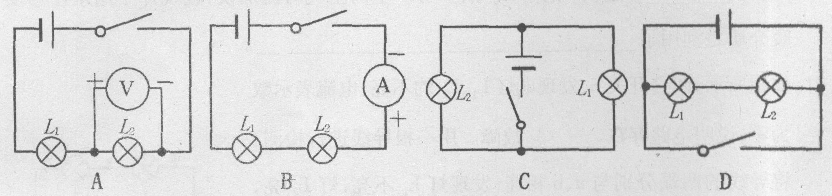 + V −
L₁ L₂
A
−
A
+
L₁ L₂
B
L₂ L₁
C
L₁ L₂
D